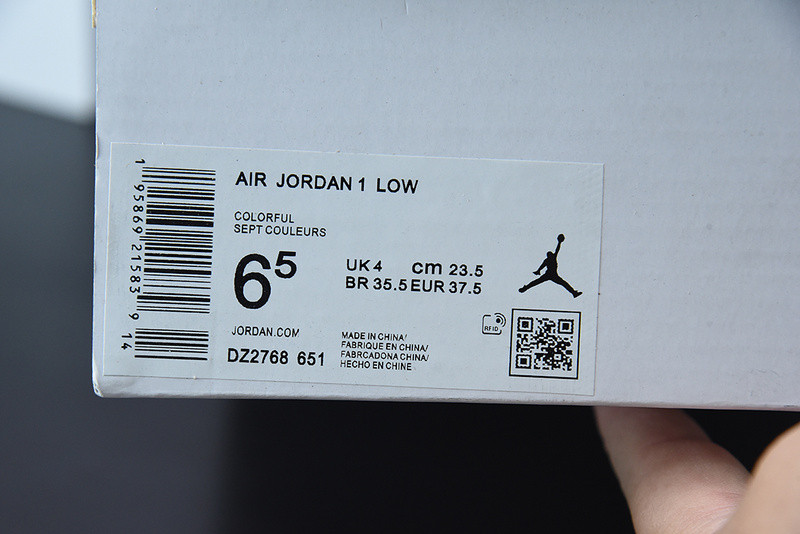 AIR JORDAN 1 LOW
COLORFUL
SEPT COULEURS
6⁵
UK 4 cm 23.5
BR 35.5 EUR 37.5
JORDAN.COM
DZ2768 651
MADE IN CHINA/
FABRIQUE EN CHINA/
FABRCADONA CHINA/
HECHO EN CHINE
RFID
1 95869 21583 9 14